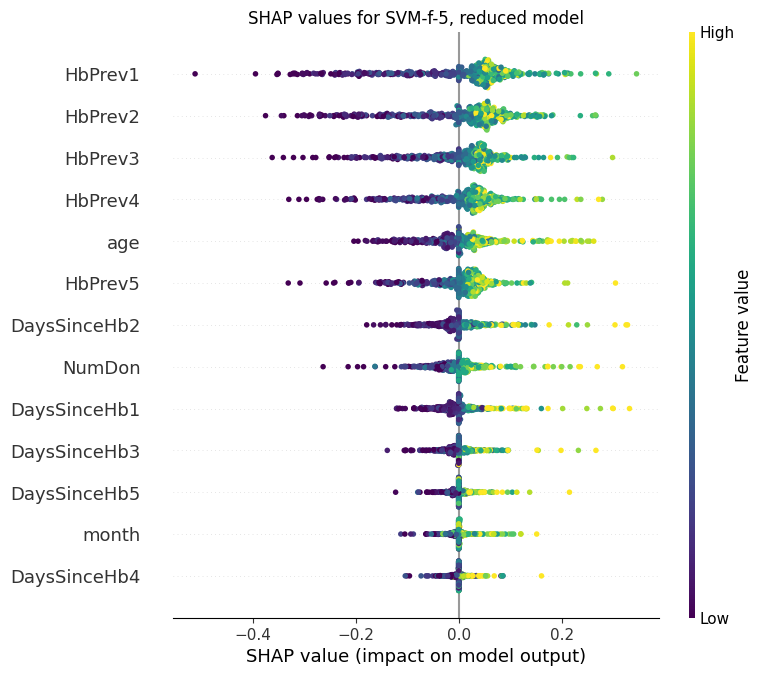 SHAP values for SVM-f-5, reduced model
High
HbPrev1
HbPrev2
HbPrev3
HbPrev4
age
HbPrev5
DaysSinceHb2
NumDon
DaysSinceHb1
DaysSinceHb3
DaysSinceHb5
month
DaysSinceHb4
Feature value
Low
−0.4 −0.2 0.0 0.2
SHAP value (impact on model output)